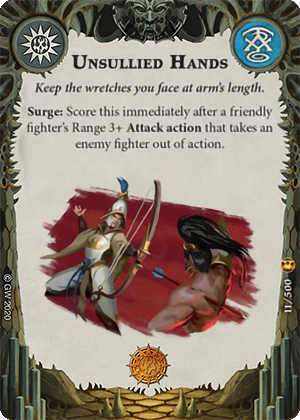 UNSULLIED HANDS
Keep the wretches you face at arm's length.
Surge: Score this immediately after a friendly
fighter's Range 3+ Attack action that takes an
enemy fighter out of action.
© GW 2020
11/500